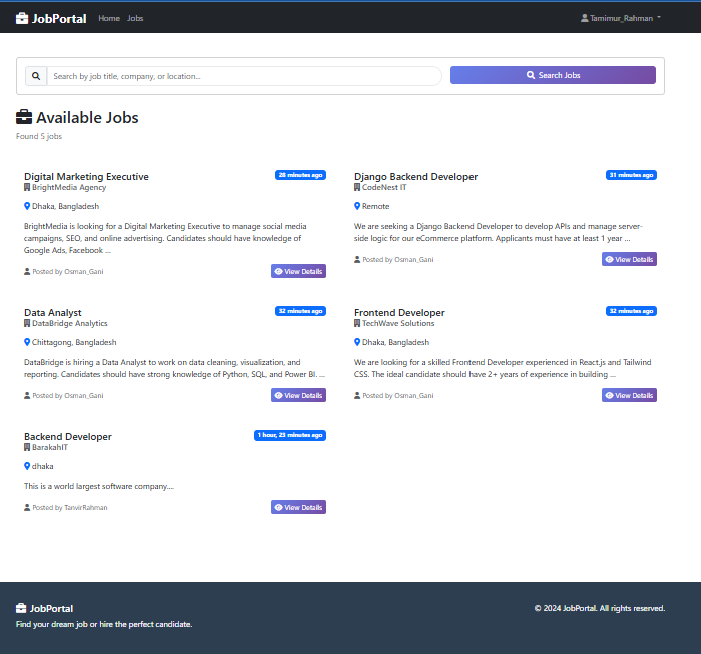 JobPortal Home Jobs Tamimur_Rahman
Search by job title, company, or location... Search Jobs
Available Jobs
Found 5 jobs
Digital Marketing Executive 28 minutes ago
BrightMedia Agency
Dhaka, Bangladesh
BrightMedia is looking for a Digital Marketing Executive to manage social media
campaigns, SEO, and online advertising. Candidates should have knowledge of
Google Ads, Facebook ...
Posted by Osman_Gani View Details
Django Backend Developer 31 minutes ago
CodeNest IT
Remote
We are seeking a Django Backend Developer to develop APIs and manage server-
side logic for our eCommerce platform. Applicants must have at least 1 year ...
Posted by Osman_Gani View Details
Data Analyst 32 minutes ago
DataBridge Analytics
Chittagong, Bangladesh
DataBridge is hiring a Data Analyst to work on data cleaning, visualization, and
reporting. Candidates should have strong knowledge of Python, SQL, and Power BI. ...
Posted by Osman_Gani View Details
Frontend Developer 32 minutes ago
TechWave Solutions
Dhaka, Bangladesh
We are looking for a skilled Frontend Developer experienced in React.js and Tailwind
CSS. The ideal candidate should have 2+ years of experience in building ...
Posted by Osman_Gani View Details
Backend Developer 1 hour, 23 minutes ago
BarakahIT
dhaka
This is a world largest software company....
Posted by TanvirRahman View Details
JobPortal © 2024 JobPortal. All rights reserved.
Find your dream job or hire the perfect candidate.